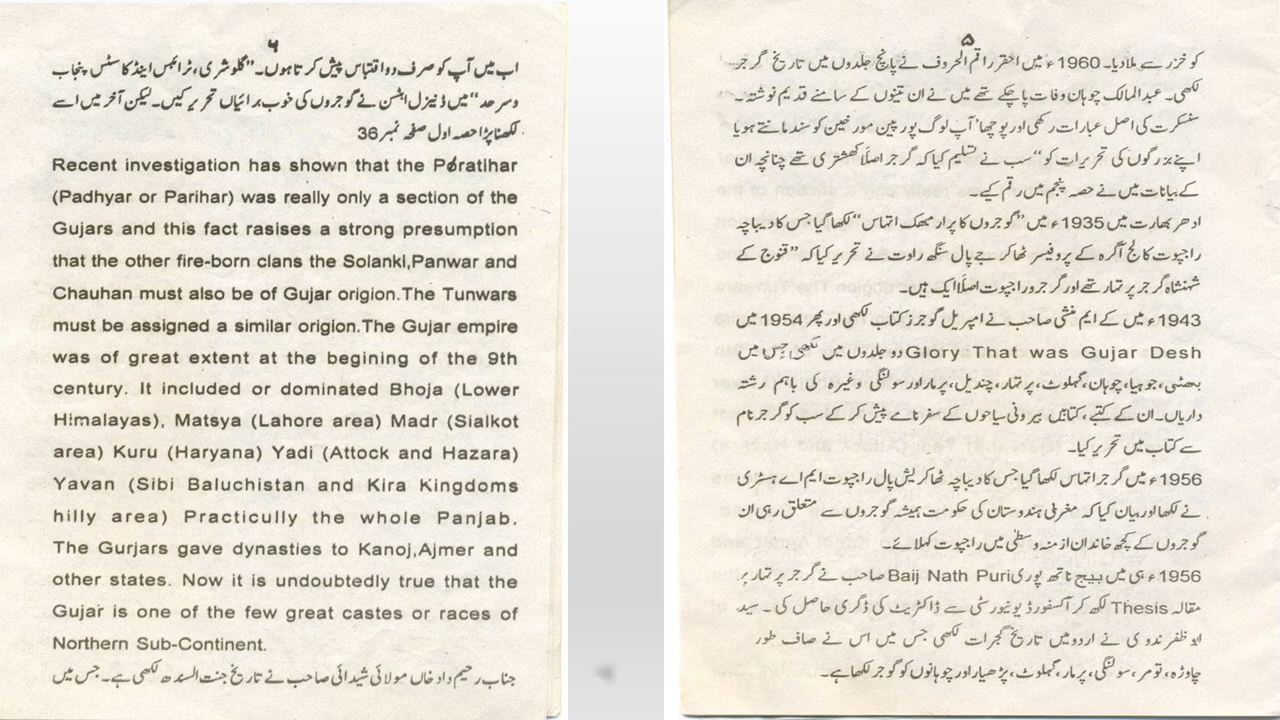 ۵
کو خزر سے ملادیا۔ 1960ء میں احقر راقم الحروف نے پانچ جلدوں میں تاریخ گرجر
لکھی۔ عبدالمالک چوہان وفات پاچکے تھے میں نے ان تینوں کے سامنے قدیم نوشتے۔
سنسکرت کی اصل عبارات رکھی اور پوچھا "آپ لوگ یورپین مورخین کو سند مانتے ہو یا
اپنے بزرگوں کی تحریرات کو" سب نے تسلیم کیا کہ گرجر اصلاً کھشتری تھے چنانچہ ان
کے بیانات میں نے حصہ پنجم میں رقم کیے۔
ادھر بھارت میں 1935ء میں "گوجروں کا پرارمبھک اتہاس" لکھا گیا جس کا دیباچہ
راجپوت کالج آگرہ کے پروفیسر ٹھاکر جے پال سنگھ راوت نے تحریر کیا کہ "قنوج کے
شہنشاہ گرجر پرتہار تھے اور گرجر و راجپوت اصلاً ایک ہیں۔
1943ء میں کے ایم منشی صاحب نے امپریل گوجرز کتاب لکھی اور پھر 1954 میں
Glory That was Gujar Desh دو جلدوں میں لکھی جس میں
بھٹی، جوہیا، چوہان، گہلوٹ، پرتہار، چندیل، پرمار اور سولنگی وغیرہ کی باہم رشتہ
داریاں۔ ان کے کتبے، کتابیں بیرونی سیاحوں کے سفر نامے پیش کر کے سب کو گرجر نام
سے کتاب میں تحریر کیا۔
1956ء میں گرجر اتہاس لکھا گیا جس کا دیباچہ ٹھاکر یش پال راجپوت ایم اے ہسٹری
نے لکھا اور بیان کیا کہ مغربی ہندوستان کی حکومت ہمیشہ گوجروں سے متعلق رہی ان
گوجروں کے کچھ خاندان ازمنہ وسطیٰ میں راجپوت کہلائے۔
1956ء ہی میں بیج ناتھ پوری Baij Nath Puri صاحب نے گرجر پرتہار پر
مقالہ Thesis لکھ کر آکسفورڈ یونیورسٹی سے ڈاکٹریٹ کی ڈگری حاصل کی۔ سید
ابو ظفر ندوی نے اردو میں تاریخ گجرات لکھی جس میں اس نے صاف طور
چاوڑہ، تومر، سولنگی، پرمار، گہلوٹ، پڑھیار اور چوہانوں کو گوجر لکھا ہے۔
۶
اب میں آپ کو صرف دو اقتباس پیش کرتا ہوں۔ "گلوشری، ٹرائبس اینڈ کاسٹس پنجاب
و سرحد" میں ڈینزل ابٹسن نے گوجروں کی خوب برائیاں تحریر کیں۔ لیکن آخر میں اسے
لکھنا پڑا حصہ اول صفحہ نمبر 36
Recent investigation has shown that the Pératihar
(Padhyar or Parihar) was really only a section of the
Gujars and this fact rasises a strong presumption
that the other fire-born clans the Solanki,Panwar and
Chauhan must also be of Gujar origion.The Tunwars
must be assigned a similar origion.The Gujar empire
was of great extent at the begining of the 9th
century. It included or dominated Bhoja (Lower
Himalayas), Matsya (Lahore area) Madr (Sialkot
area) Kuru (Haryana) Yadi (Attock and Hazara)
Yavan (Sibi Baluchistan and Kira Kingdoms
hilly area) Practicully the whole Panjab.
The Gurjars gave dynasties to Kanoj,Ajmer and
other states. Now it is undoubtedly true that the
Gujar is one of the few great castes or races of
Northern Sub-Continent.
جناب رحیم داد خاں مولائی شیدائی صاحب نے تاریخ جنت السندھ لکھی ہے۔ جس میں